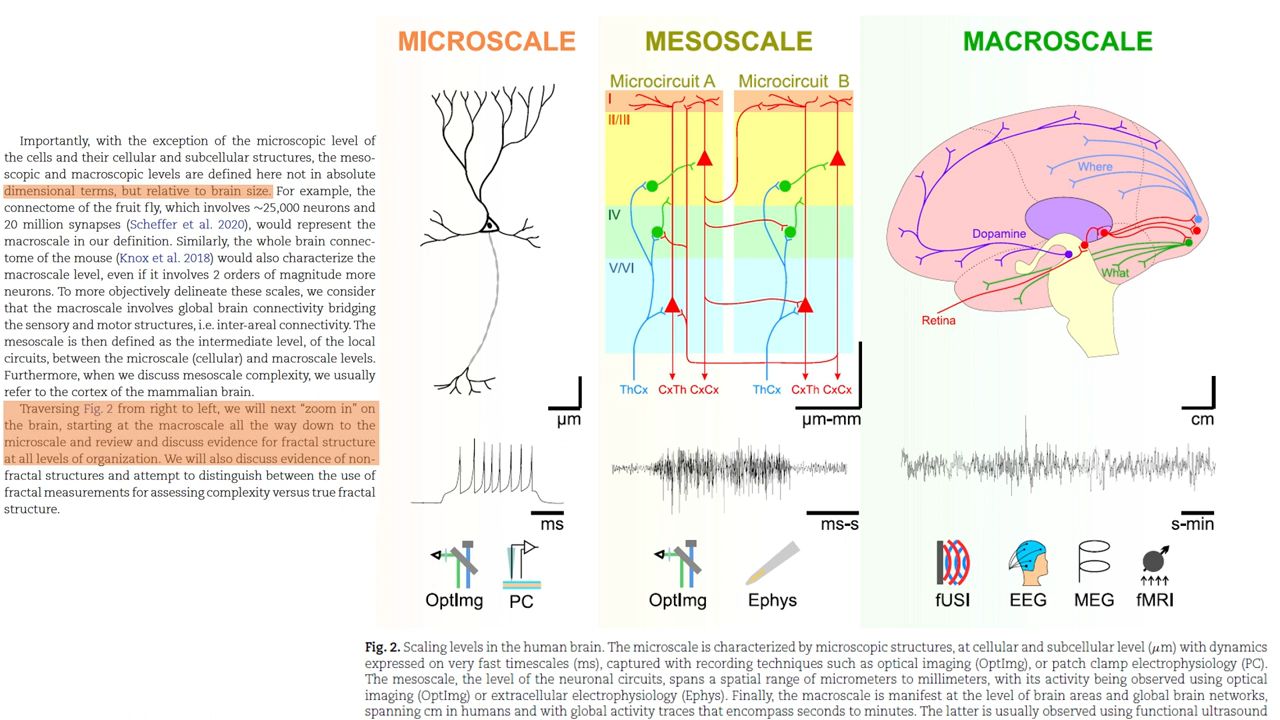 Importantly, with the exception of the microscopic level of
the cells and their cellular and subcellular structures, the meso-
scopic and macroscopic levels are defined here not in absolute
dimensional terms, but relative to brain size. For example, the
connectome of the fruit fly, which involves ~25,000 neurons and
20 million synapses (Scheffer et al. 2020), would represent the
macroscale in our definition. Similarly, the whole brain connec-
tome of the mouse (Knox et al. 2018) would also characterize the
macroscale level, even if it involves 2 orders of magnitude more
neurons. To more objectively delineate these scales, we consider
that the macroscale involves global brain connectivity bridging
the sensory and motor structures, i.e. inter-areal connectivity. The
mesoscale is then defined as the intermediate level, of the local
circuits, between the microscale (cellular) and macroscale levels.
Furthermore, when we discuss mesoscale complexity, we usually
refer to the cortex of the mammalian brain.
Traversing Fig. 2 from right to left, we will next “zoom in” on
the brain, starting at the macroscale all the way down to the
microscale and review and discuss evidence for fractal structure
at all levels of organization. We will also discuss evidence of non-
fractal structures and attempt to distinguish between the use of
fractal measurements for assessing complexity versus true fractal
structure.
MICROSCALE
µm
ms
OptImg PC
MESOSCALE
Microcircuit A Microcircuit B
I
II/III
IV
V/VI
ThCx CxTh CxCx ThCx CxTh CxCx
µm-mm
ms-s
OptImg Ephys
MACROSCALE
Where
Dopamine
What
Retina
cm
s-min
fUSI EEG MEG fMRI
Fig. 2. Scaling levels in the human brain. The microscale is characterized by microscopic structures, at cellular and subcellular level (µm) with dynamics
expressed on very fast timescales (ms), captured with recording techniques such as optical imaging (OptImg), or patch clamp electrophysiology (PC).
The mesoscale, the level of the neuronal circuits, spans a spatial range of micrometers to millimeters, with its activity being observed using optical
imaging (OptImg) or extracellular electrophysiology (Ephys). Finally, the macroscale is manifest at the level of brain areas and global brain networks,
spanning cm in humans and with global activity traces that encompass seconds to minutes. The latter is usually observed using functional ultrasound